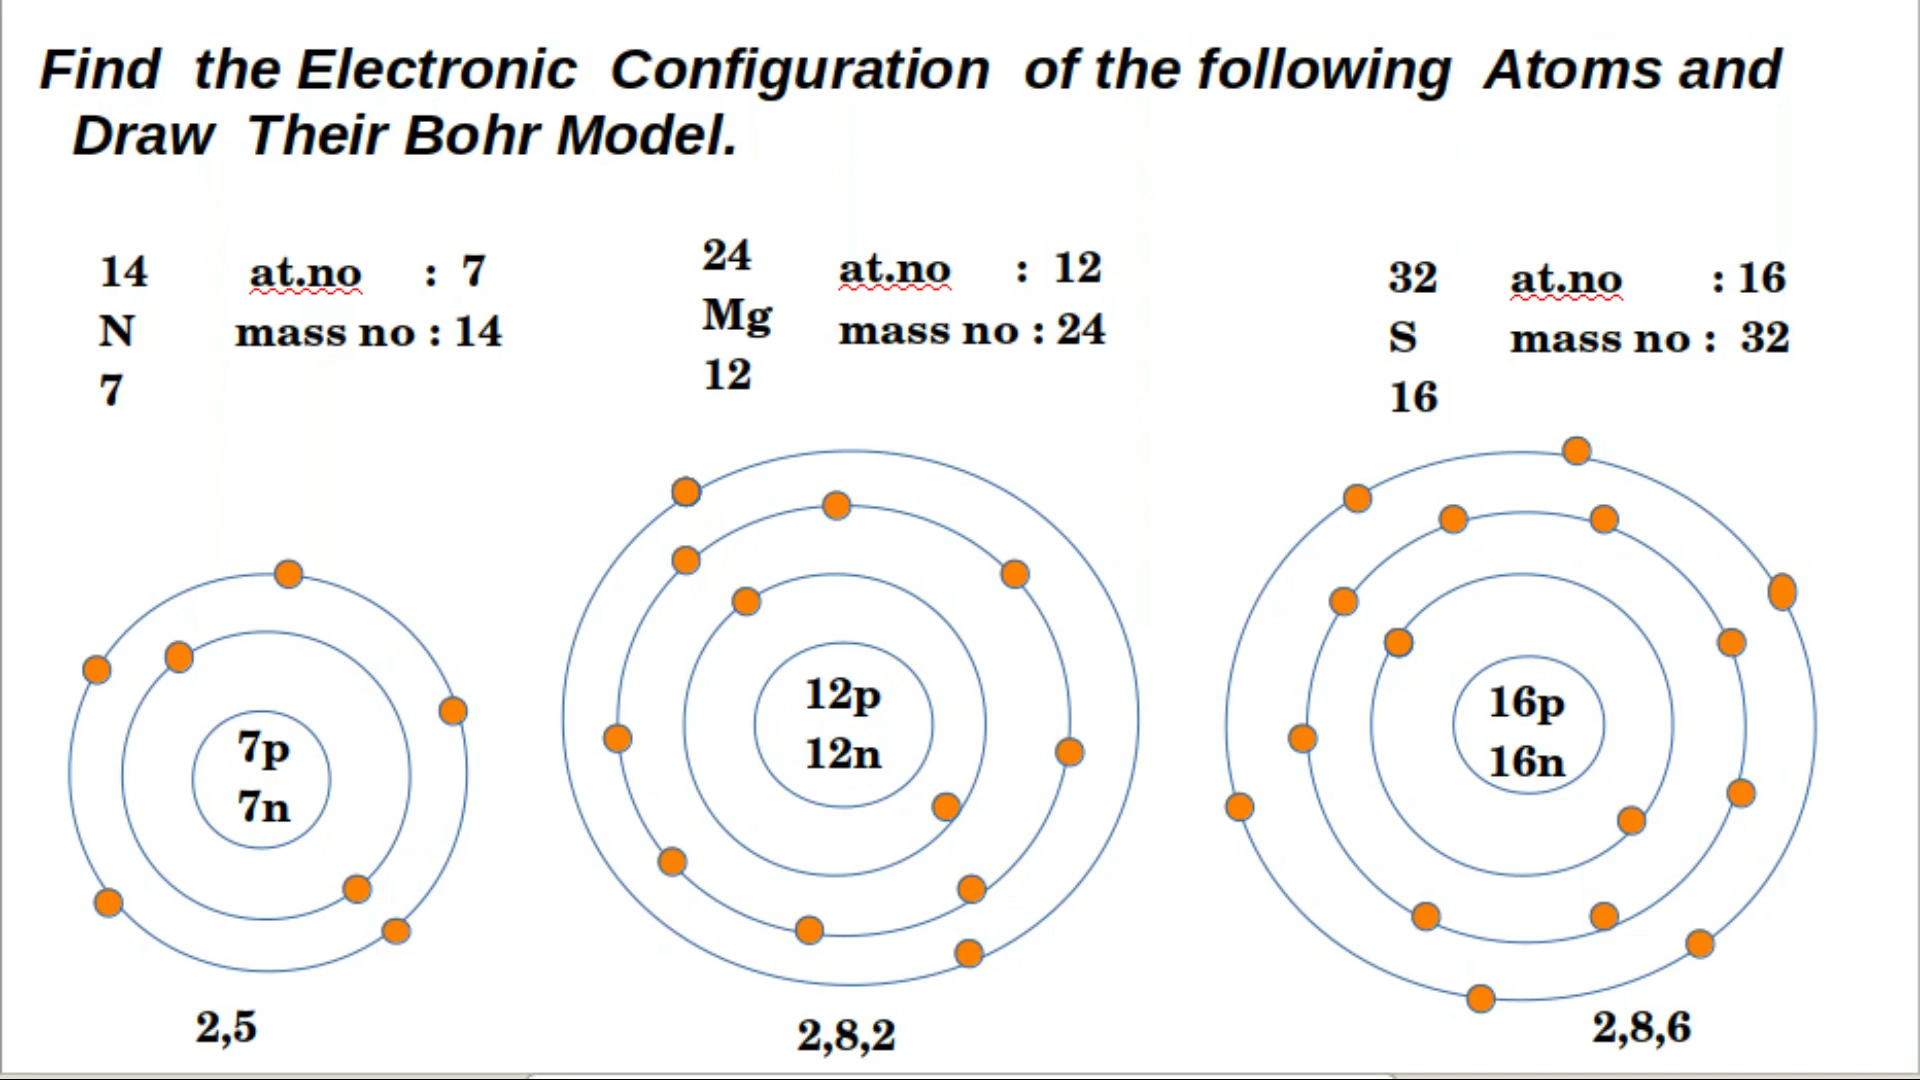 Find the Electronic Configuration of the following Atoms and
Draw Their Bohr Model.
14
N
7
at.no : 7
mass no : 14
24
Mg
12
at.no : 12
mass no : 24
32
S
16
at.no : 16
mass no : 32
7p
7n
12p
12n
16p
16n
2,5
2,8,2
2,8,6